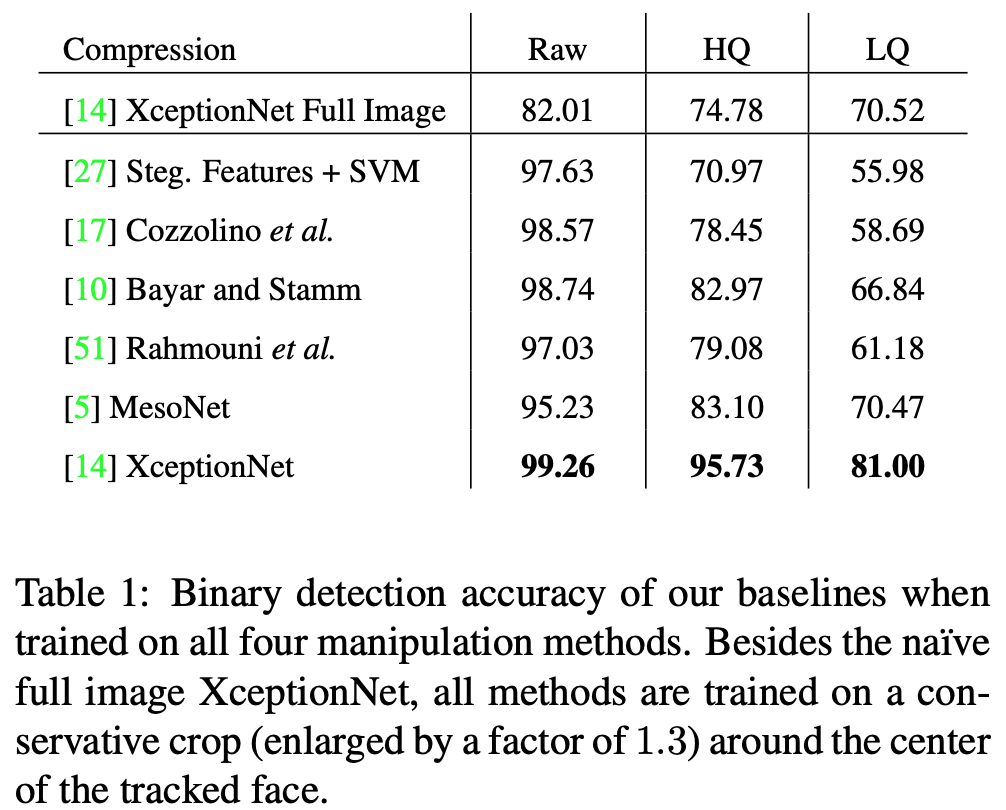 Compression Raw HQ LQ
[14] XceptionNet Full Image 82.01 74.78 70.52
[27] Steg. Features + SVM 97.63 70.97 55.98
[17] Cozzolino et al. 98.57 78.45 58.69
[10] Bayar and Stamm 98.74 82.97 66.84
[51] Rahmouni et al. 97.03 79.08 61.18
[5] MesoNet 95.23 83.10 70.47
[14] XceptionNet 99.26 95.73 81.00
Table 1: Binary detection accuracy of our baselines when
trained on all four manipulation methods. Besides the naïve
full image XceptionNet, all methods are trained on a con-
servative crop (enlarged by a factor of 1.3) around the center
of the tracked face.